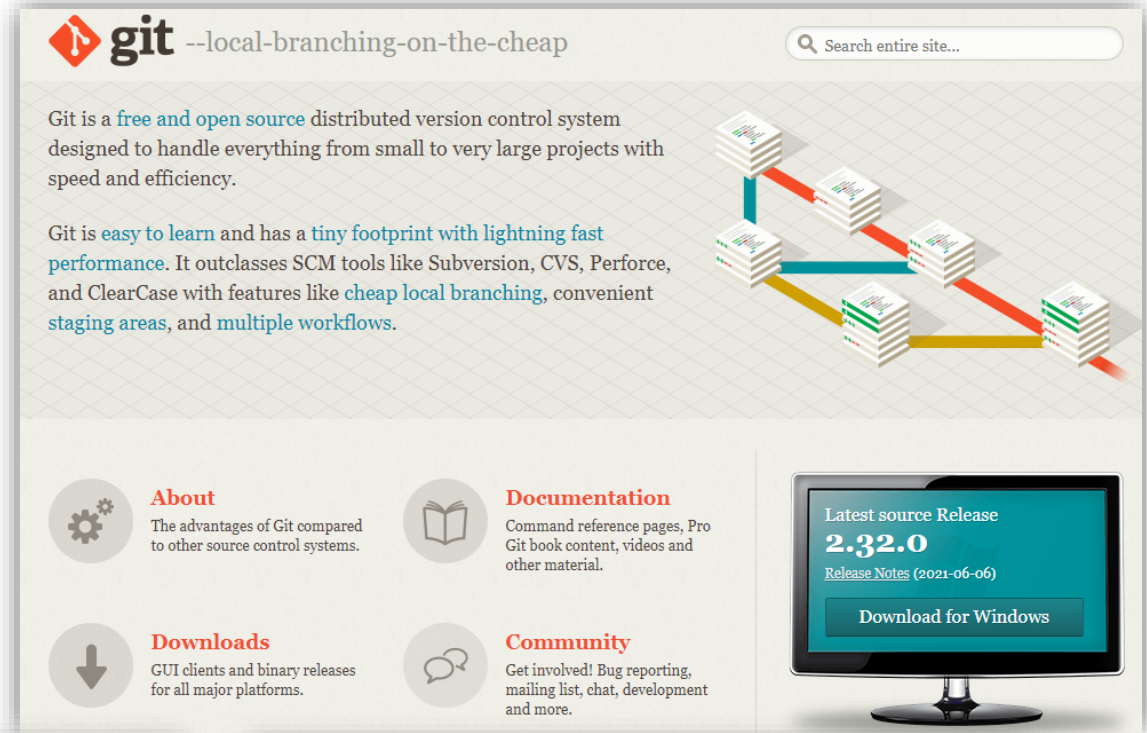 git --local-branching-on-the-cheap
Search entire site...
Git is a free and open source distributed version control system
designed to handle everything from small to very large projects with
speed and efficiency.
Git is easy to learn and has a tiny footprint with lightning fast
performance. It outclasses SCM tools like Subversion, CVS, Perforce,
and ClearCase with features like cheap local branching, convenient
staging areas, and multiple workflows.
About
The advantages of Git compared
to other source control systems.
Documentation
Command reference pages, Pro
Git book content, videos and
other material.
Downloads
GUI clients and binary releases
for all major platforms.
Community
Get involved! Bug reporting,
mailing list, chat, development
and more.
Latest source Release
2.32.0
Release Notes (2021-06-06)
Download for Windows